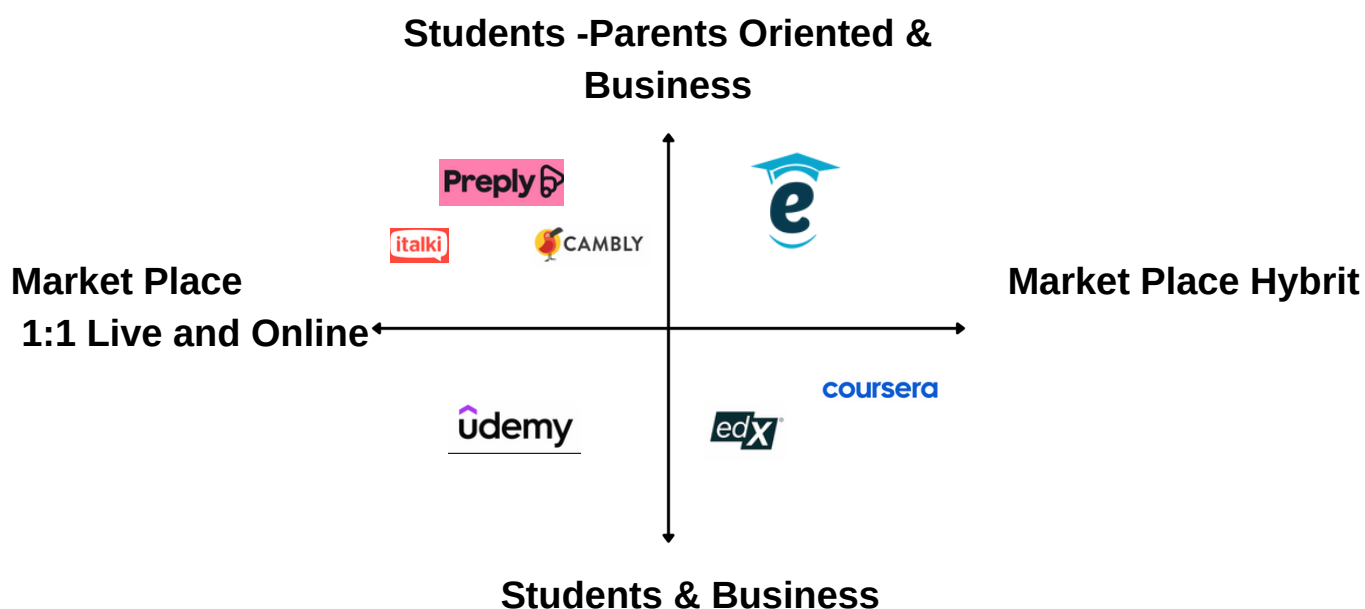 Students -Parents Oriented &
Business
Preply
e
italki
CAMBLY
Market Place
1:1 Live and Online
Market Place Hybrit
coursera
udemy
edX
Students & Business